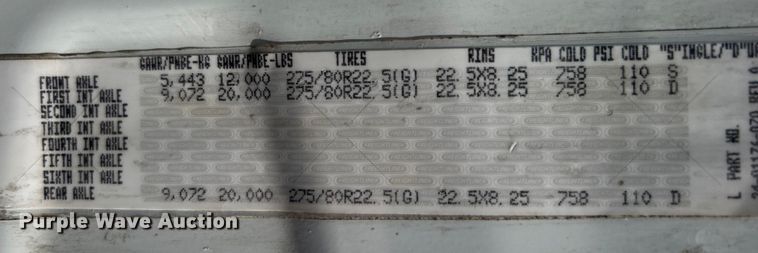 GAWR/PNBE-KG GAWR/PNBE-LBS TIRES RIMS KPA COLD PSI COLD "S"INGLE/"D"UA
FRONT AXLE 5,443 12,000 275/80R22.5(G) 22.5X8.25 758 110 S
FIRST INT AXLE 9,072 20,000 275/80R22.5(G) 22.5X8.25 758 110 D
SECOND INT AXLE
THIRD INT AXLE
FOURTH INT AXLE
FIFTH INT AXLE
SIXTH INT AXLE
REAR AXLE 9,072 20,000 275/80R22.5(G) 22.5X8.25 758 110 D
L PART NO.
Purple Wave Auction